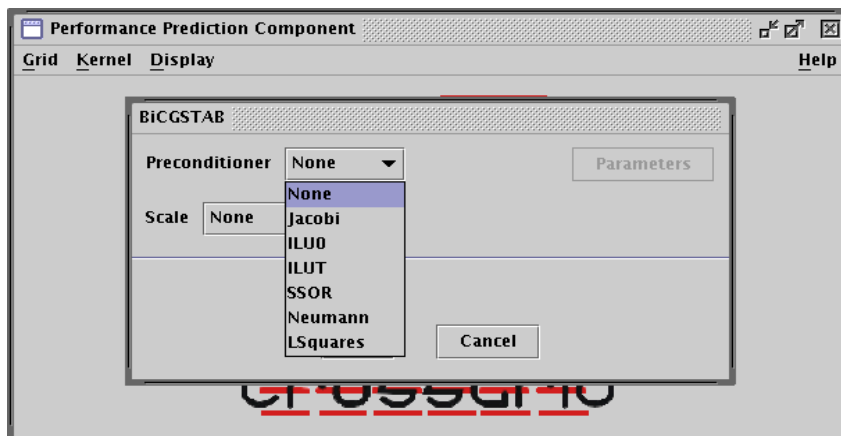 Performance Prediction Component
Grid Kernel Display Help
BiCGSTAB
Preconditioner None Parameters
None
Scale None
Jacobi
ILU0
ILUT
SSOR
Neumann
LSquares
Cancel